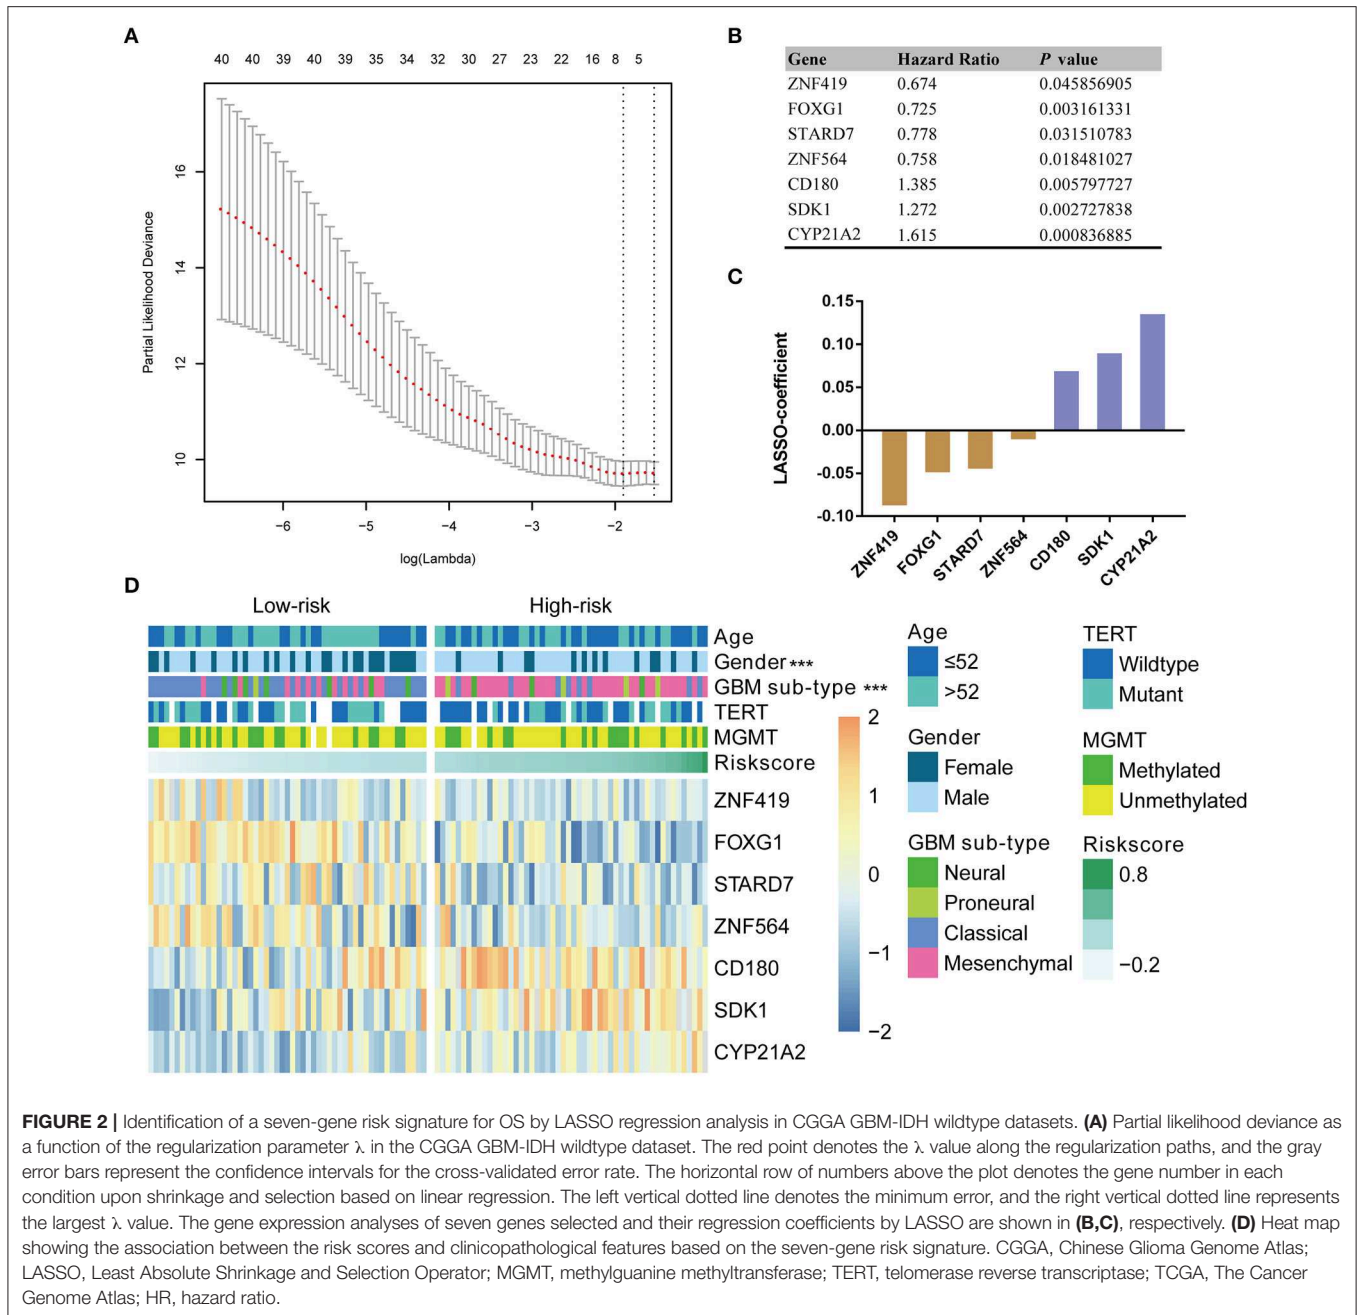 A
40 40 39 40 39 34 32 30 27 23 22 16 8 5
Partial Likelihood Deviance
16
14
12
10
−6 −5 −4 −3 −2
log(Lambda)
B
Gene Hazard Ratio P value
ZNF419 0.674 0.045856905
FOXG1 0.725 0.003161331
STARD7 0.778 0.031510783
ZNF564 0.758 0.018481027
CD180 1.385 0.005797727
SDK1 1.272 0.002727838
CYP21A2 1.615 0.000836885
C
LASSO-coefficient
0.15
0.10
0.05
0.00
-0.05
-0.10
ZNF419 FOXG1 STARD7 ZNF564 CD180 SDK1 CYP21A2
D
Low-risk High-risk
Age
Gender ***
GBM sub-type ***
TERT
MGMT
Riskscore
ZNF419
FOXG1
STARD7
ZNF564
CD180
SDK1
CYP21A2
2
1
0
−1
−2
Age
≤52
>52
Gender
Female
Male
GBM sub-type
Neural
Proneural
Classical
Mesenchymal
TERT
Wildtype
Mutant
MGMT
Methylated
Unmethylated
Riskscore
0.8
−0.2
FIGURE 2 | Identification of a seven-gene risk signature for OS by LASSO regression analysis in CGGA GBM-IDH wildtype datasets. (A) Partial likelihood deviance as
a function of the regularization parameter λ in the CGGA GBM-IDH wildtype dataset. The red point denotes the λ value along the regularization paths, and the gray
error bars represent the confidence intervals for the cross-validated error rate. The horizontal row of numbers above the plot denotes the gene number in each
condition upon shrinkage and selection based on linear regression. The left vertical dotted line denotes the minimum error, and the right vertical dotted line represents
the largest λ value. The gene expression analyses of seven genes selected and their regression coefficients by LASSO are shown in (B,C), respectively. (D) Heat map
showing the association between the risk scores and clinicopathological features based on the seven-gene risk signature. CGGA, Chinese Glioma Genome Atlas;
LASSO, Least Absolute Shrinkage and Selection Operator; MGMT, methylguanine methyltransferase; TERT, telomerase reverse transcriptase; TCGA, The Cancer
Genome Atlas; HR, hazard ratio.